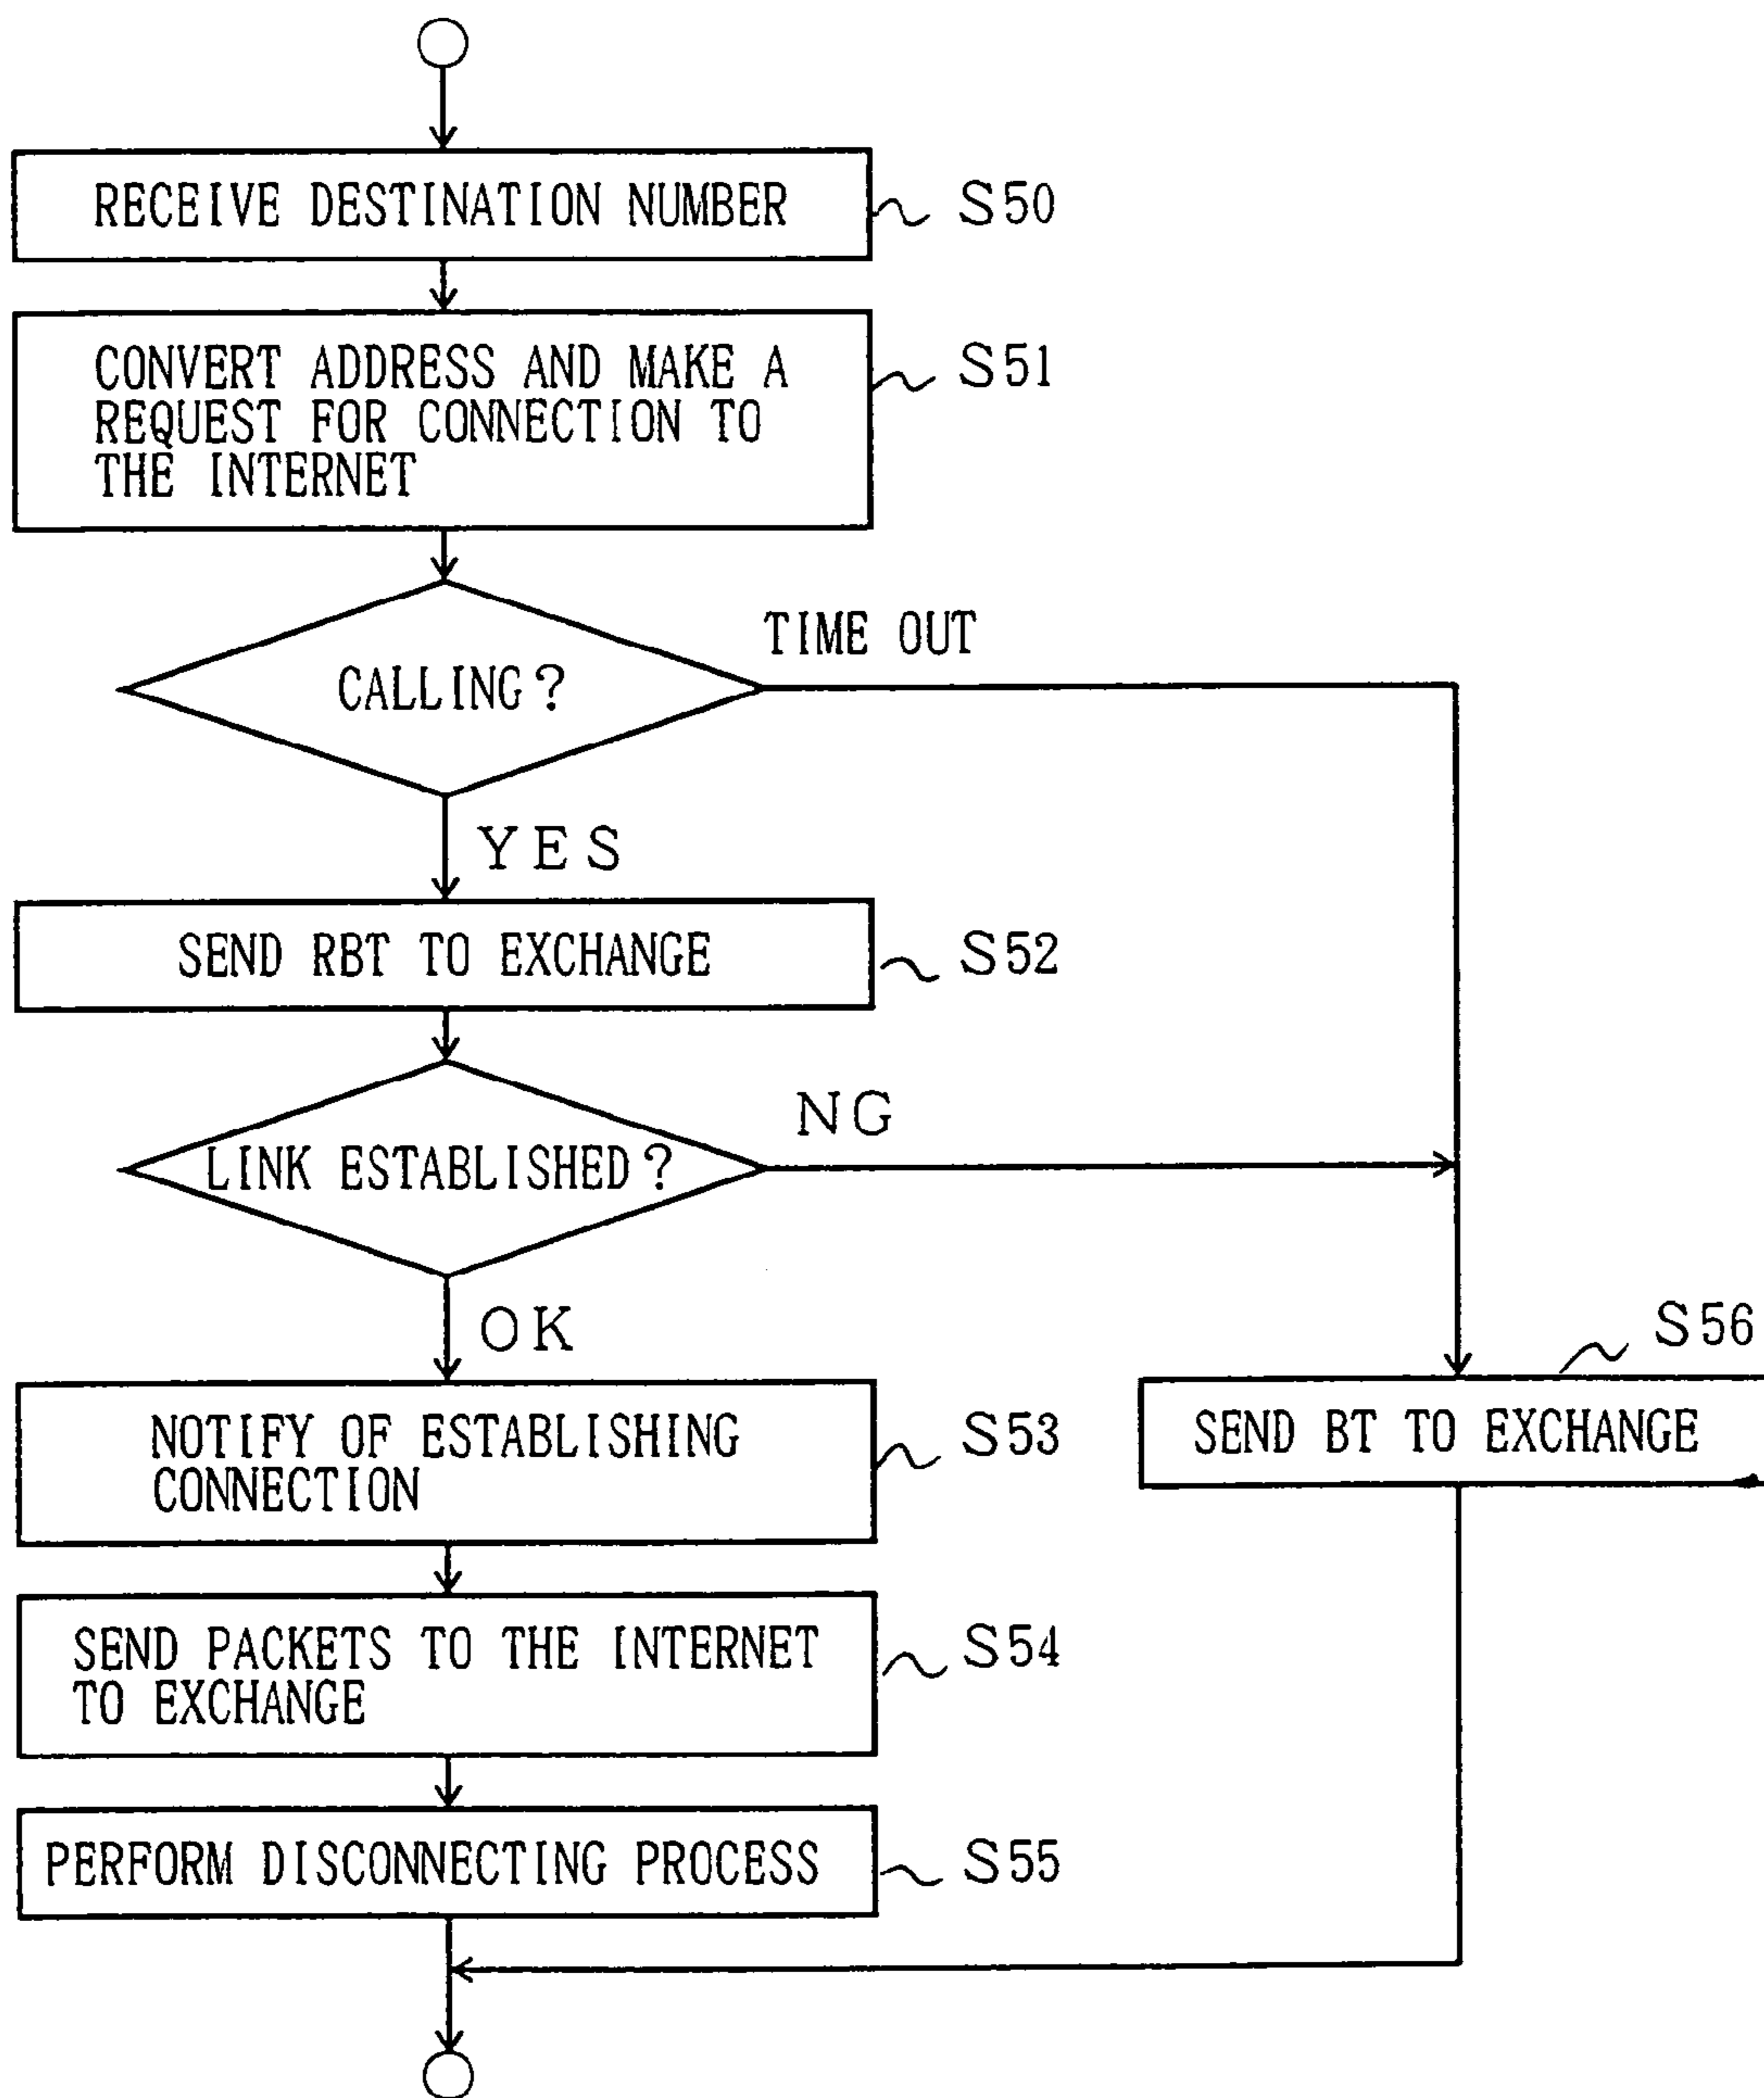 RECEIVE DESTINATION NUMBER
S50
CONVERT ADDRESS AND MAKE A
REQUEST FOR CONNECTION TO
THE INTERNET
S51
CALLING?
TIME OUT
YES
SEND RBT TO EXCHANGE
S52
LINK ESTABLISHED?
NG
OK
NOTIFY OF ESTABLISHING
CONNECTION
S53
S56
SEND BT TO EXCHANGE
SEND PACKETS TO THE INTERNET
TO EXCHANGE
S54
PERFORM DISCONNECTING PROCESS
S55